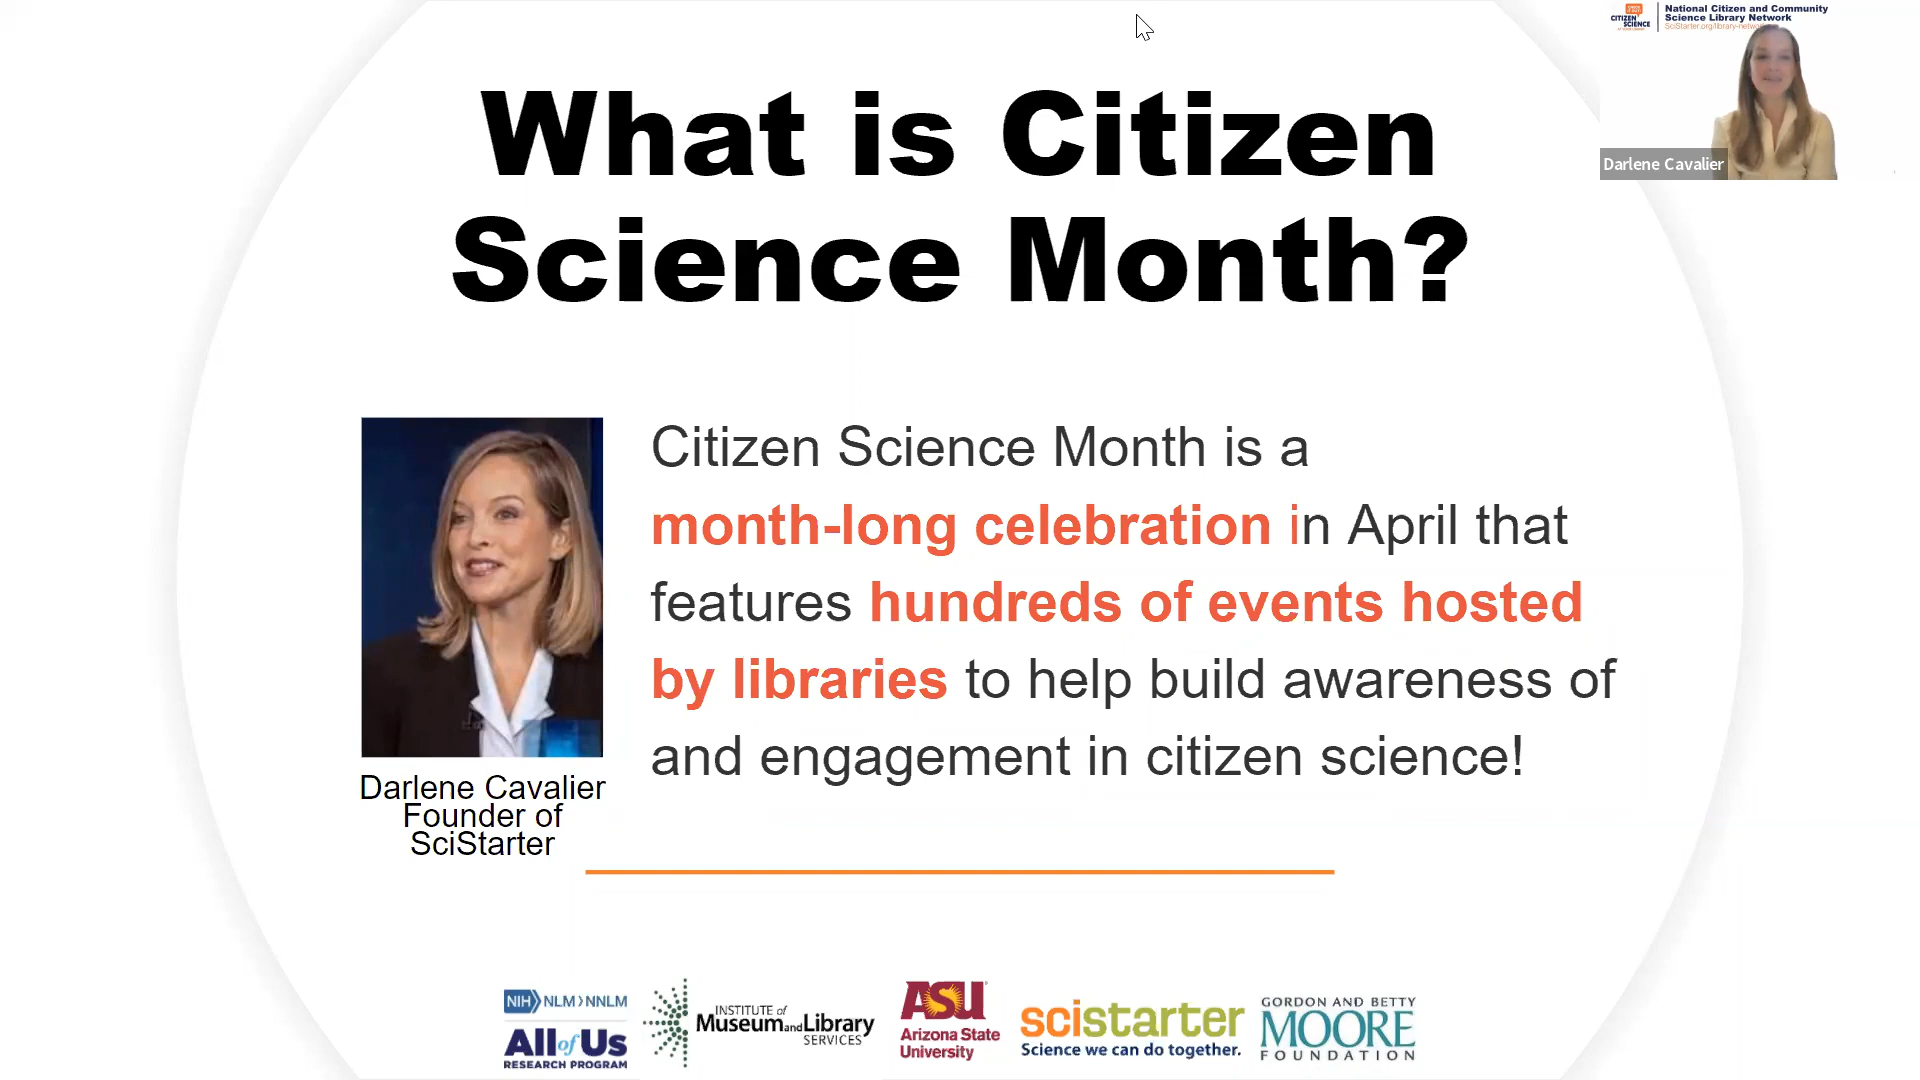 National Citizen and Community
Science Library Network
CITIZEN
SCIENCE
Darlene Cavalier
What is Citizen
Science Month?
Citizen Science Month is a
month-long celebration in April that
features hundreds of events hosted
by libraries to help build awareness of
and engagement in citizen science!
Darlene Cavalier
Founder of
SciStarter
NIH NLM NNLM
All of Us
RESEARCH PROGRAM
INSTITUTE of
Museum and Library
SERVICES
ASU
Arizona State
University
scistarter
Science we can do together.
GORDON AND BETTY
MOORE
FOUNDATION